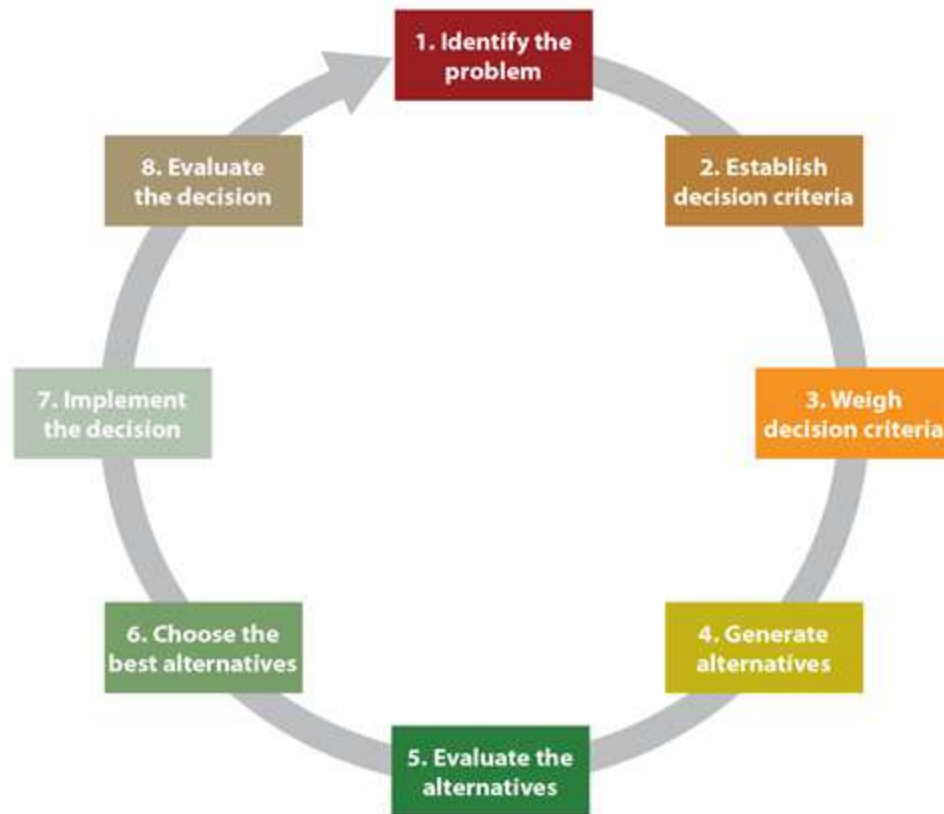 1. Identify the
problem
2. Establish
decision criteria
3. Weigh
decision criteria
4. Generate
alternatives
5. Evaluate the
alternatives
6. Choose the
best alternatives
7. Implement
the decision
8. Evaluate
the decision